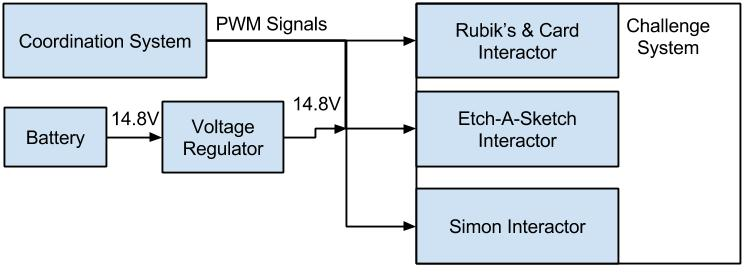 Coordination System
PWM Signals
Rubik's & Card
Interactor
Challenge
System
Battery
14.8V
Voltage
Regulator
14.8V
Etch-A-Sketch
Interactor
Simon Interactor